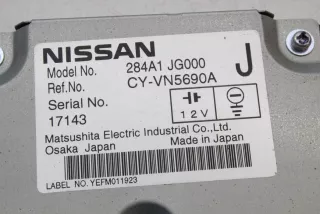 NISSAN
Model No. 284A1 JG000
J
Ref.No. CY-VN5690A
Serial No.
17143
12V
Matsushita Electric Industrial Co.,Ltd.
Osaka Japan Made in Japan
LABEL NO. YEFM011923